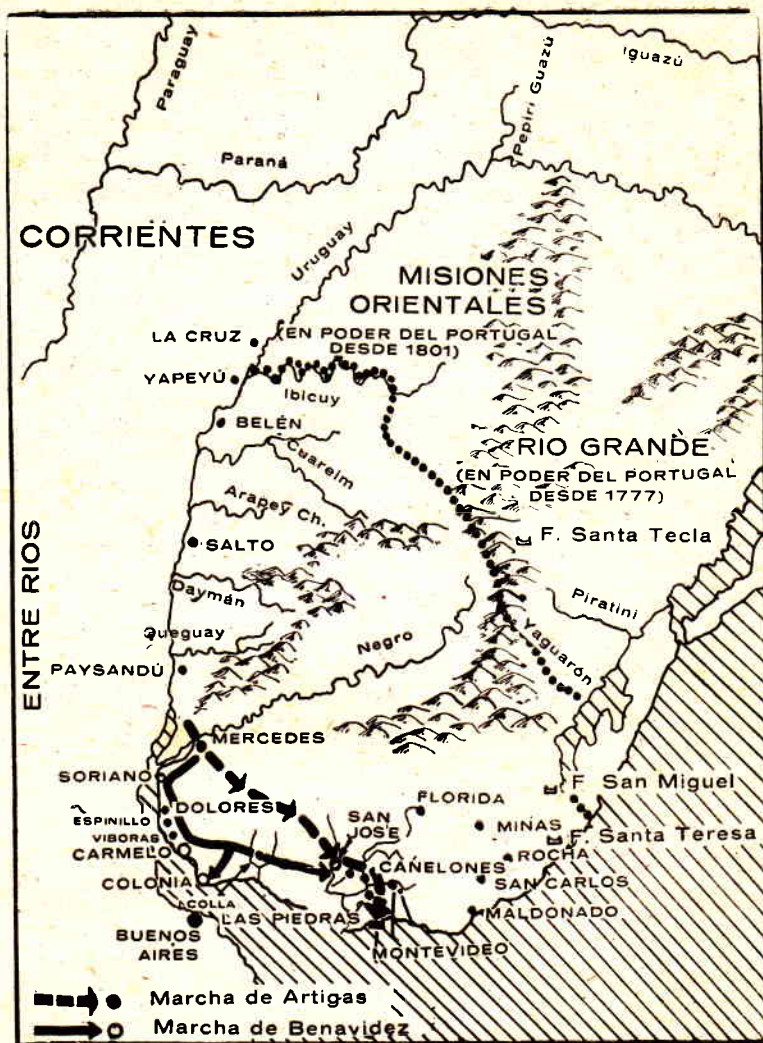 Paraguay
Iguazú
Pepirí Guazú
Paraná
CORRIENTES
Uruguay
MISIONES
ORIENTALES
(EN PODER DEL PORTUGAL
DESDE 1801)
LA CRUZ
YAPEYÚ
Ibicuy
BELÉN
Cuareim
RIO GRANDE
(EN PODER DEL PORTUGAL
DESDE 1777)
Arapey Ch.
F. Santa Tecla
SALTO
ENTRE RIOS
Daymán
Piratini
Queguay
Negro
Yaguarón
PAYSANDÚ
MERCEDES
SORIANO
F. San Miguel
DOLORES
FLORIDA
ESPINILLO
SAN
JOSE
MINAS
F. Santa Teresa
VIBORAS
CARMELO
CAÑELONES
ROCHA
COLONIA
SAN CARLOS
COLLA
LAS PIEDRAS
MALDONADO
BUENOS
AIRES
MONTEVIDEO
Marcha de Artigas
Marcha de Benavidez